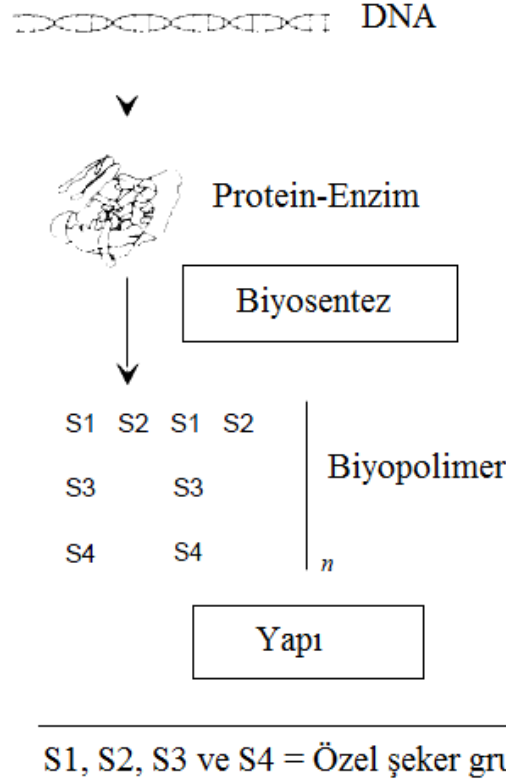 DNA
Protein-Enzim
Biyosentez
S1 S2 S1 S2
Biyopolimer
S3 S3
S4 S4
n
Yapı
S1, S2, S3 ve S4 = Özel şeker gru